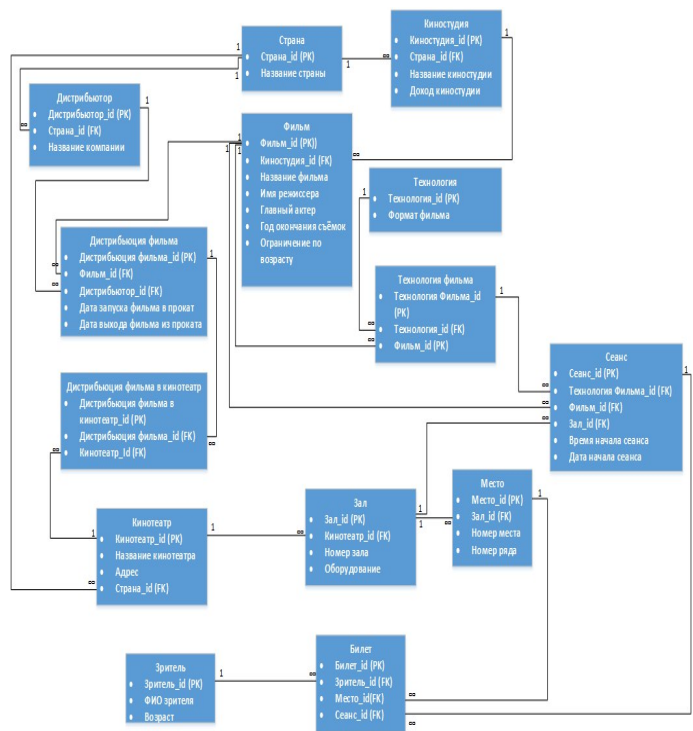 Страна
Страна_id (PK)
Название страны
Киностудия
Киностудия_id (PK)
Страна_id (FK)
Название киностудии
Доход киностудии
Дистрибьютор
Дистрибьютор_id (PK)
Страна_id (FK)
Название компании
Фильм
Фильм_id (PK))
Киностудия_id (FK)
Название фильма
Имя режиссера
Главный актер
Год окончания съёмок
Ограничение по
возрасту
Технология
Технология_id (PK)
Формат фильма
Дистрибьюция фильма
Дистрибьюция фильма_id (PK)
Фильм_id (FK)
Дистрибьютор_id (FK)
Дата запуска фильма в прокат
Дата выхода фильма из проката
Технология фильма
Технология Фильма_id
(PK)
Технология_id (FK)
Фильм_id (PK)
Сеанс
Сеанс_id (PK)
Технология Фильма_id (FK)
Фильм_id (FK)
Зал_id (FK)
Время начала сеанса
Дата начала сеанса
Дистрибьюция фильма в кинотеатр
Дистрибьюция фильма в
кинотеатр_id (PK)
Дистрибьюция фильма_id (FK)
Кинотеатр_Id (FK)
Кинотеатр
Кинотеатр_id (PK)
Название кинотеатра
Адрес
Страна_id (FK)
Зал
Зал_id (PK)
Кинотеатр_id (FK)
Номер зала
Оборудование
Место
Место_id (PK)
Зал_id (FK)
Номер места
Номер ряда
Зритель
Зритель_id (PK)
ФИО зрителя
Возраст
Билет
Билет_id (PK)
Зритель_id (FK)
Место_id(FK)
Сеанс_id (FK)